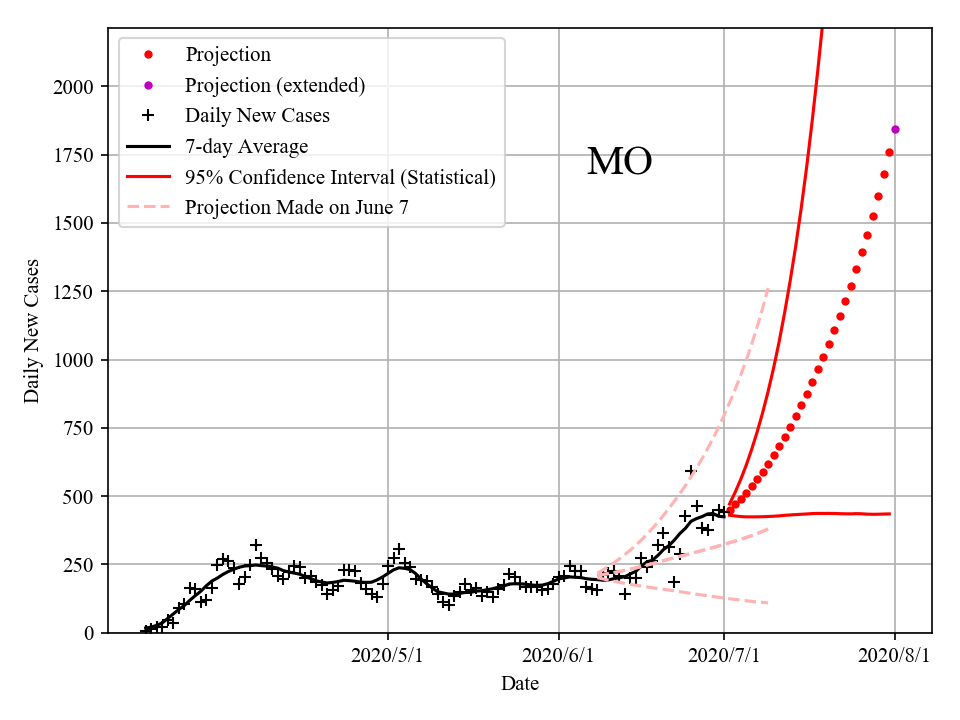 Projection
Projection (extended)
Daily New Cases
7-day Average
95% Confidence Interval (Statistical)
Projection Made on June 7
MO
2000
1750
1500
1250
1000
750
500
250
0
Daily New Cases
2020/5/1
2020/6/1
2020/7/1
2020/8/1
Date